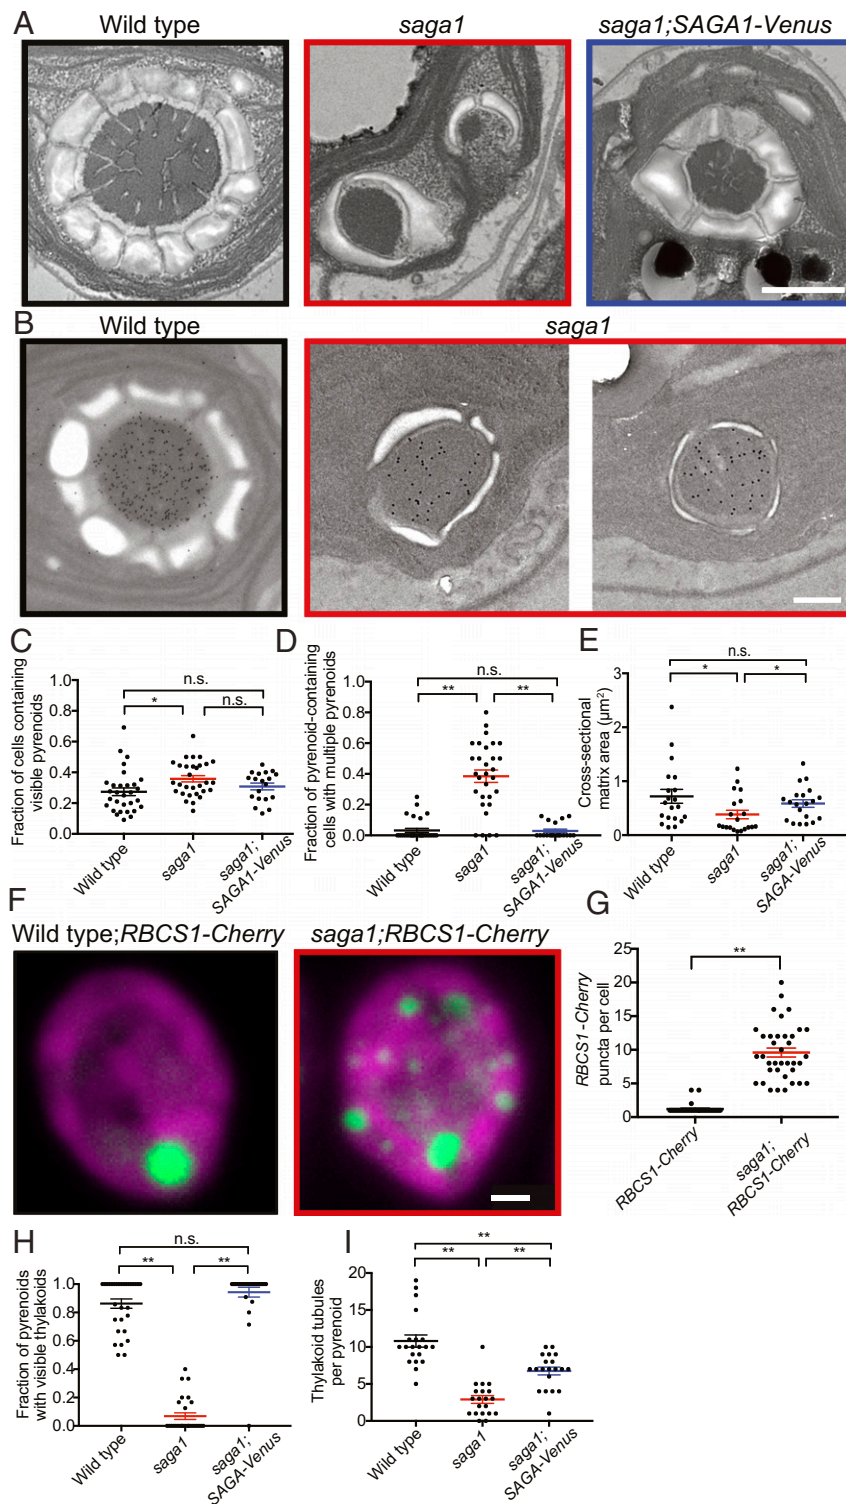 A
Wild type
saga1
saga1;SAGA1-Venus
B
Wild type
saga1
C
Fraction of cells containing
visible pyrenoids
1.0
0.8
0.6
0.4
0.2
0.0
n.s.
*
n.s.
Wild type
saga1
saga1;
SAGA1-Venus
D
Fraction of pyrenoid-containing
cells with multiple pyrenoids
1.0
0.8
0.6
0.4
0.2
0.0
n.s.
**
**
Wild type
saga1
saga1;
SAGA1-Venus
E
Cross-sectional
matrix area (µm²)
3
2
1
0
n.s.
*
*
Wild type
saga1
saga1;
SAGA-Venus
F
Wild type;RBCS1-Cherry
saga1;RBCS1-Cherry
G
RBCS1-Cherry
puncta per cell
25
20
15
10
5
0
**
RBCS1-Cherry
saga1;
RBCS1-Cherry
H
Fraction of pyrenoids
with visible thylakoids
1.0
0.8
0.6
0.4
0.2
0.0
n.s.
**
**
Wild type
saga1
saga1;
SAGA-Venus
I
Thylakoid tubules
per pyrenoid
20
15
10
5
0
**
**
**
Wild type
saga1
saga1;
SAGA-Venus